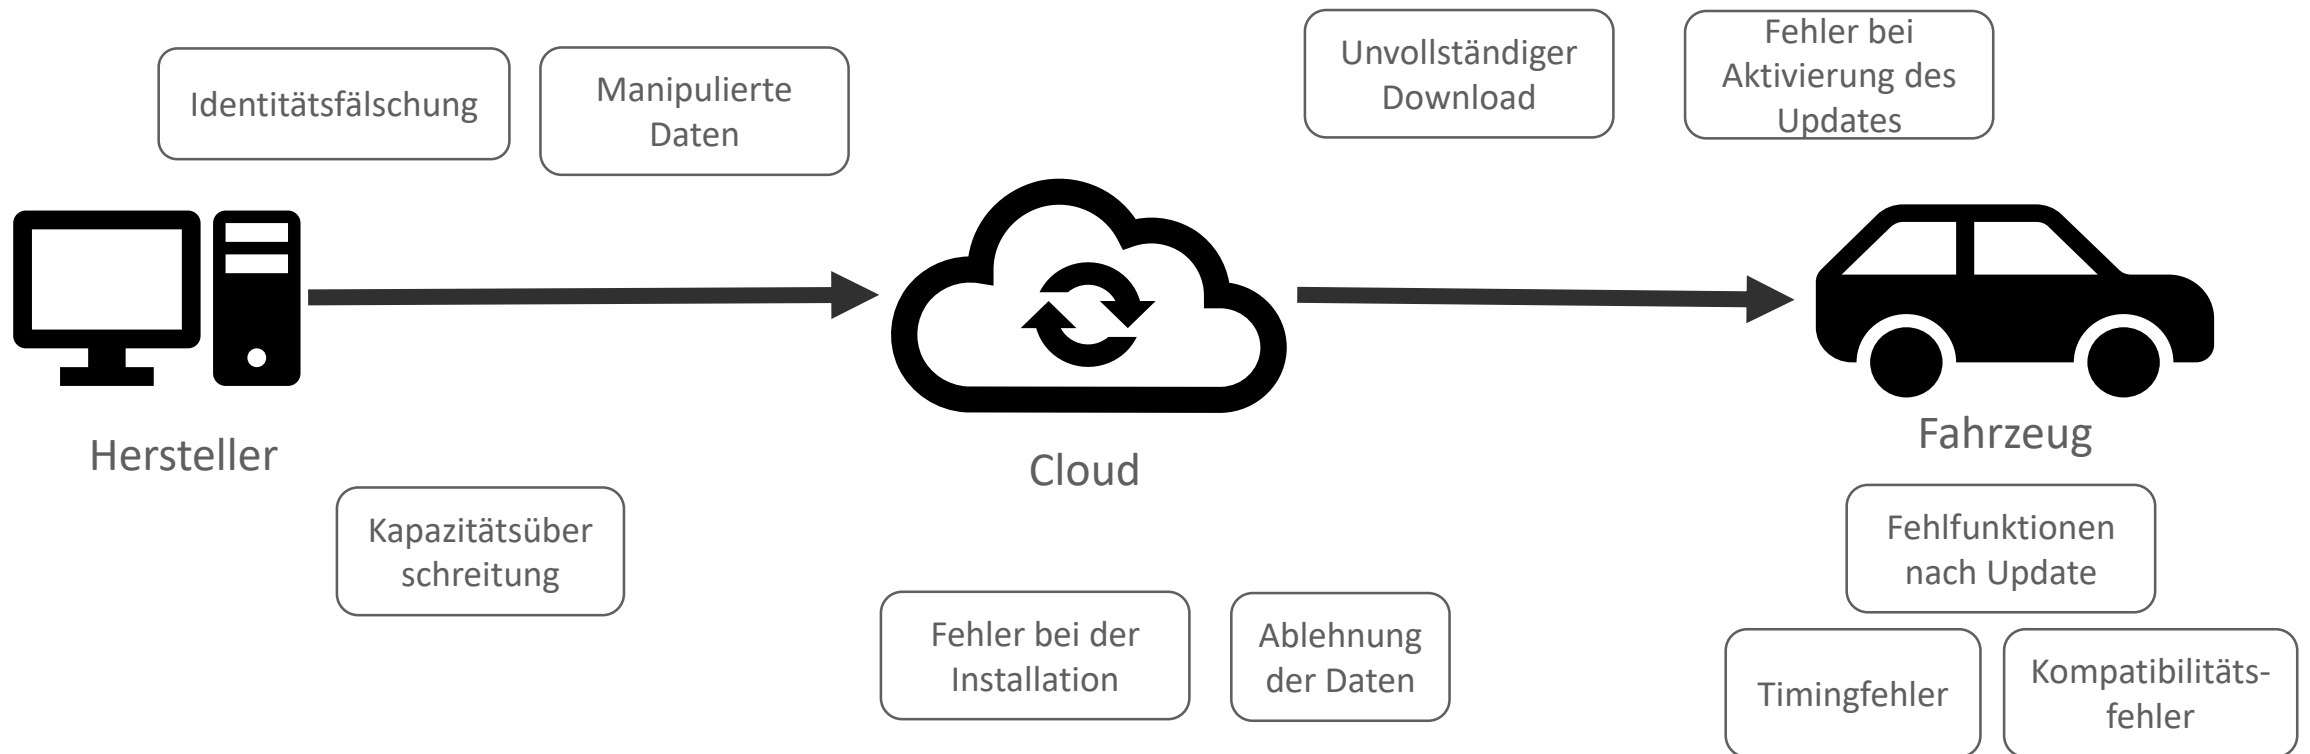 Identitätsfälschung
Manipulierte
Daten
Unvollständiger
Download
Fehler bei
Aktivierung des
Updates
Hersteller
Cloud
Fahrzeug
Kapazitätsüber
schreitung
Fehler bei der
Installation
Ablehnung
der Daten
Fehlfunktionen
nach Update
Timingfehler
Kompatibilitäts-
fehler